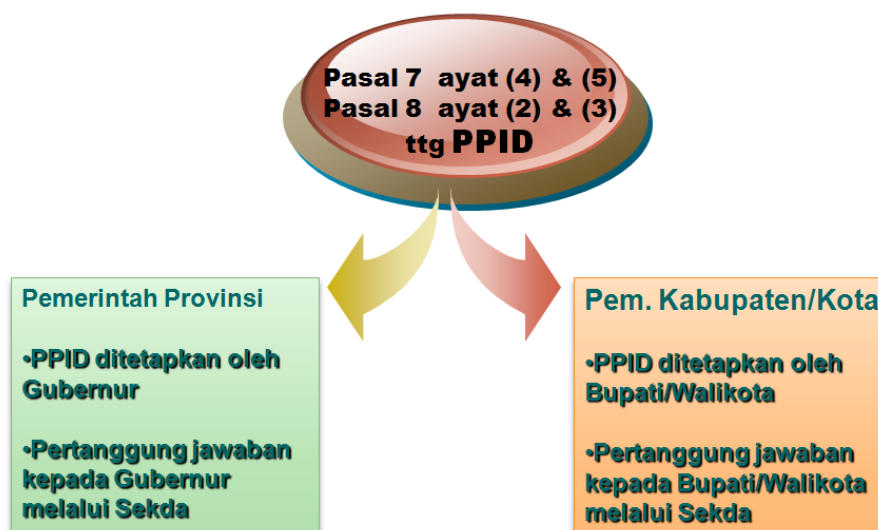 Pasal 7 ayat (4) & (5)
Pasal 8 ayat (2) & (3)
ttg PPID
Pemerintah Provinsi
•PPID ditetapkan oleh
Gubernur
•Pertanggung jawaban
kepada Gubernur
melalui Sekda
Pem. Kabupaten/Kota
•PPID ditetapkan oleh
Bupati/Walikota
•Pertanggung jawaban
kepada Bupati/Walikota
melalui Sekda